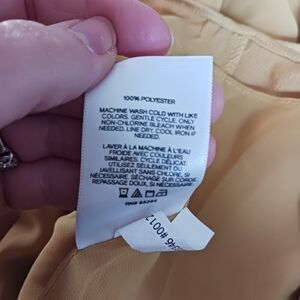 100% POLYESTER
MACHINE WASH COLD WITH LIKE
COLORS. GENTLE CYCLE. ONLY
NON-CHLORINE BLEACH WHEN
NEEDED. LINE DRY. COOL IRON IF
NEEDED.
LAVER À LA MACHINE À L'EAU
FROIDE AVEC COULEURS
SIMILAIRES. CYCLE DÉLICAT.
UTILISEZ SEULEMENT DU
JAVELLISANT SANS CHLORE, SI
NÉCESSAIRE. SÉCHAGE SUR CORDE.
REPASSAGE DOUX, SI NÉCESSAIRE.